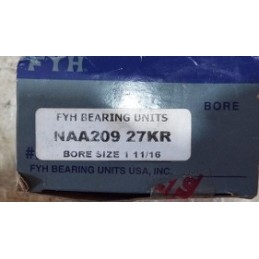 FYH
BORE
FYH BEARING UNITS
NAA209 27KR
BORE SIZE 1 11/16
#
FYH BEARING UNITS USA, INC.